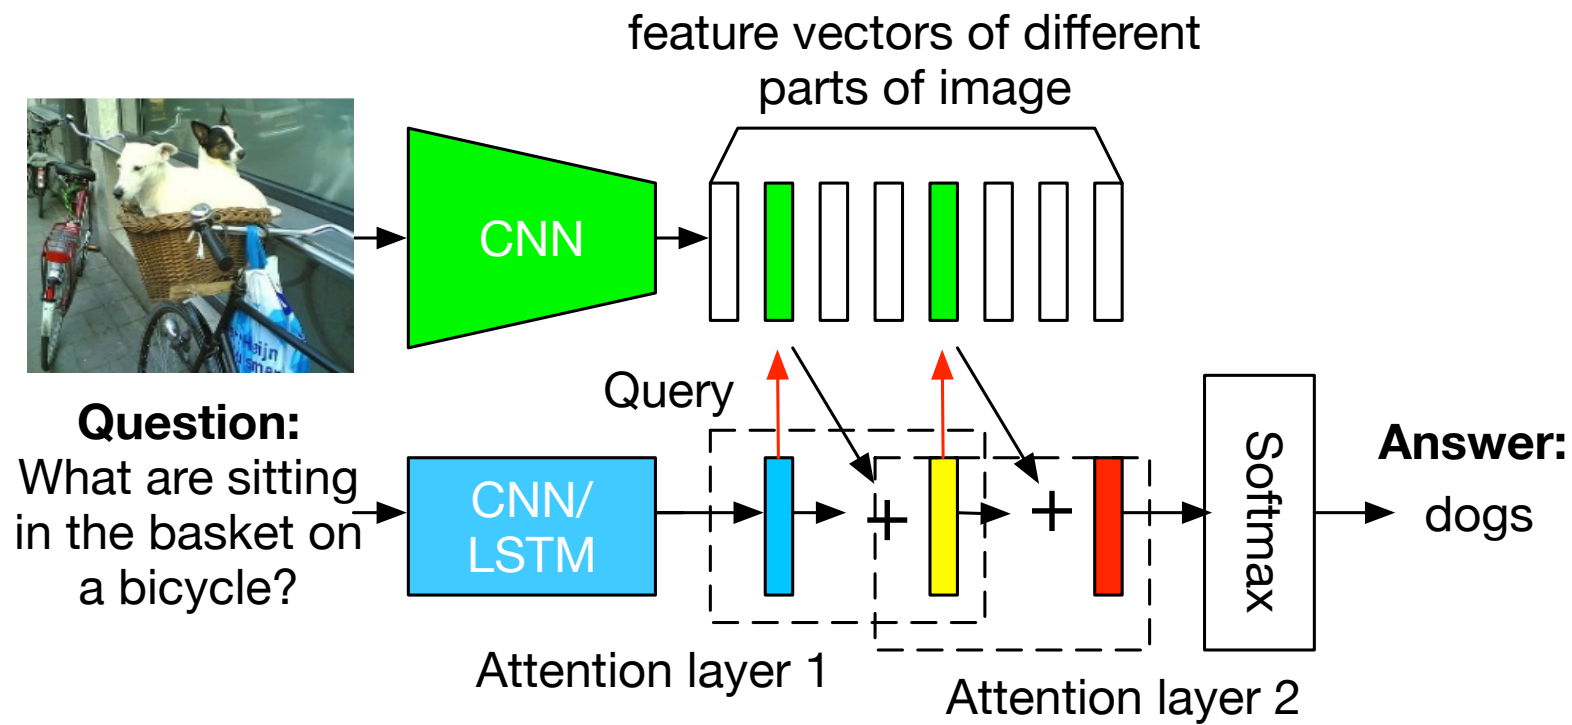 feature vectors of different
parts of image
CNN
Query
Question:
What are sitting
in the basket on
a bicycle?
CNN/
LSTM
+
+
Softmax
Answer:
dogs
Attention layer 1
Attention layer 2